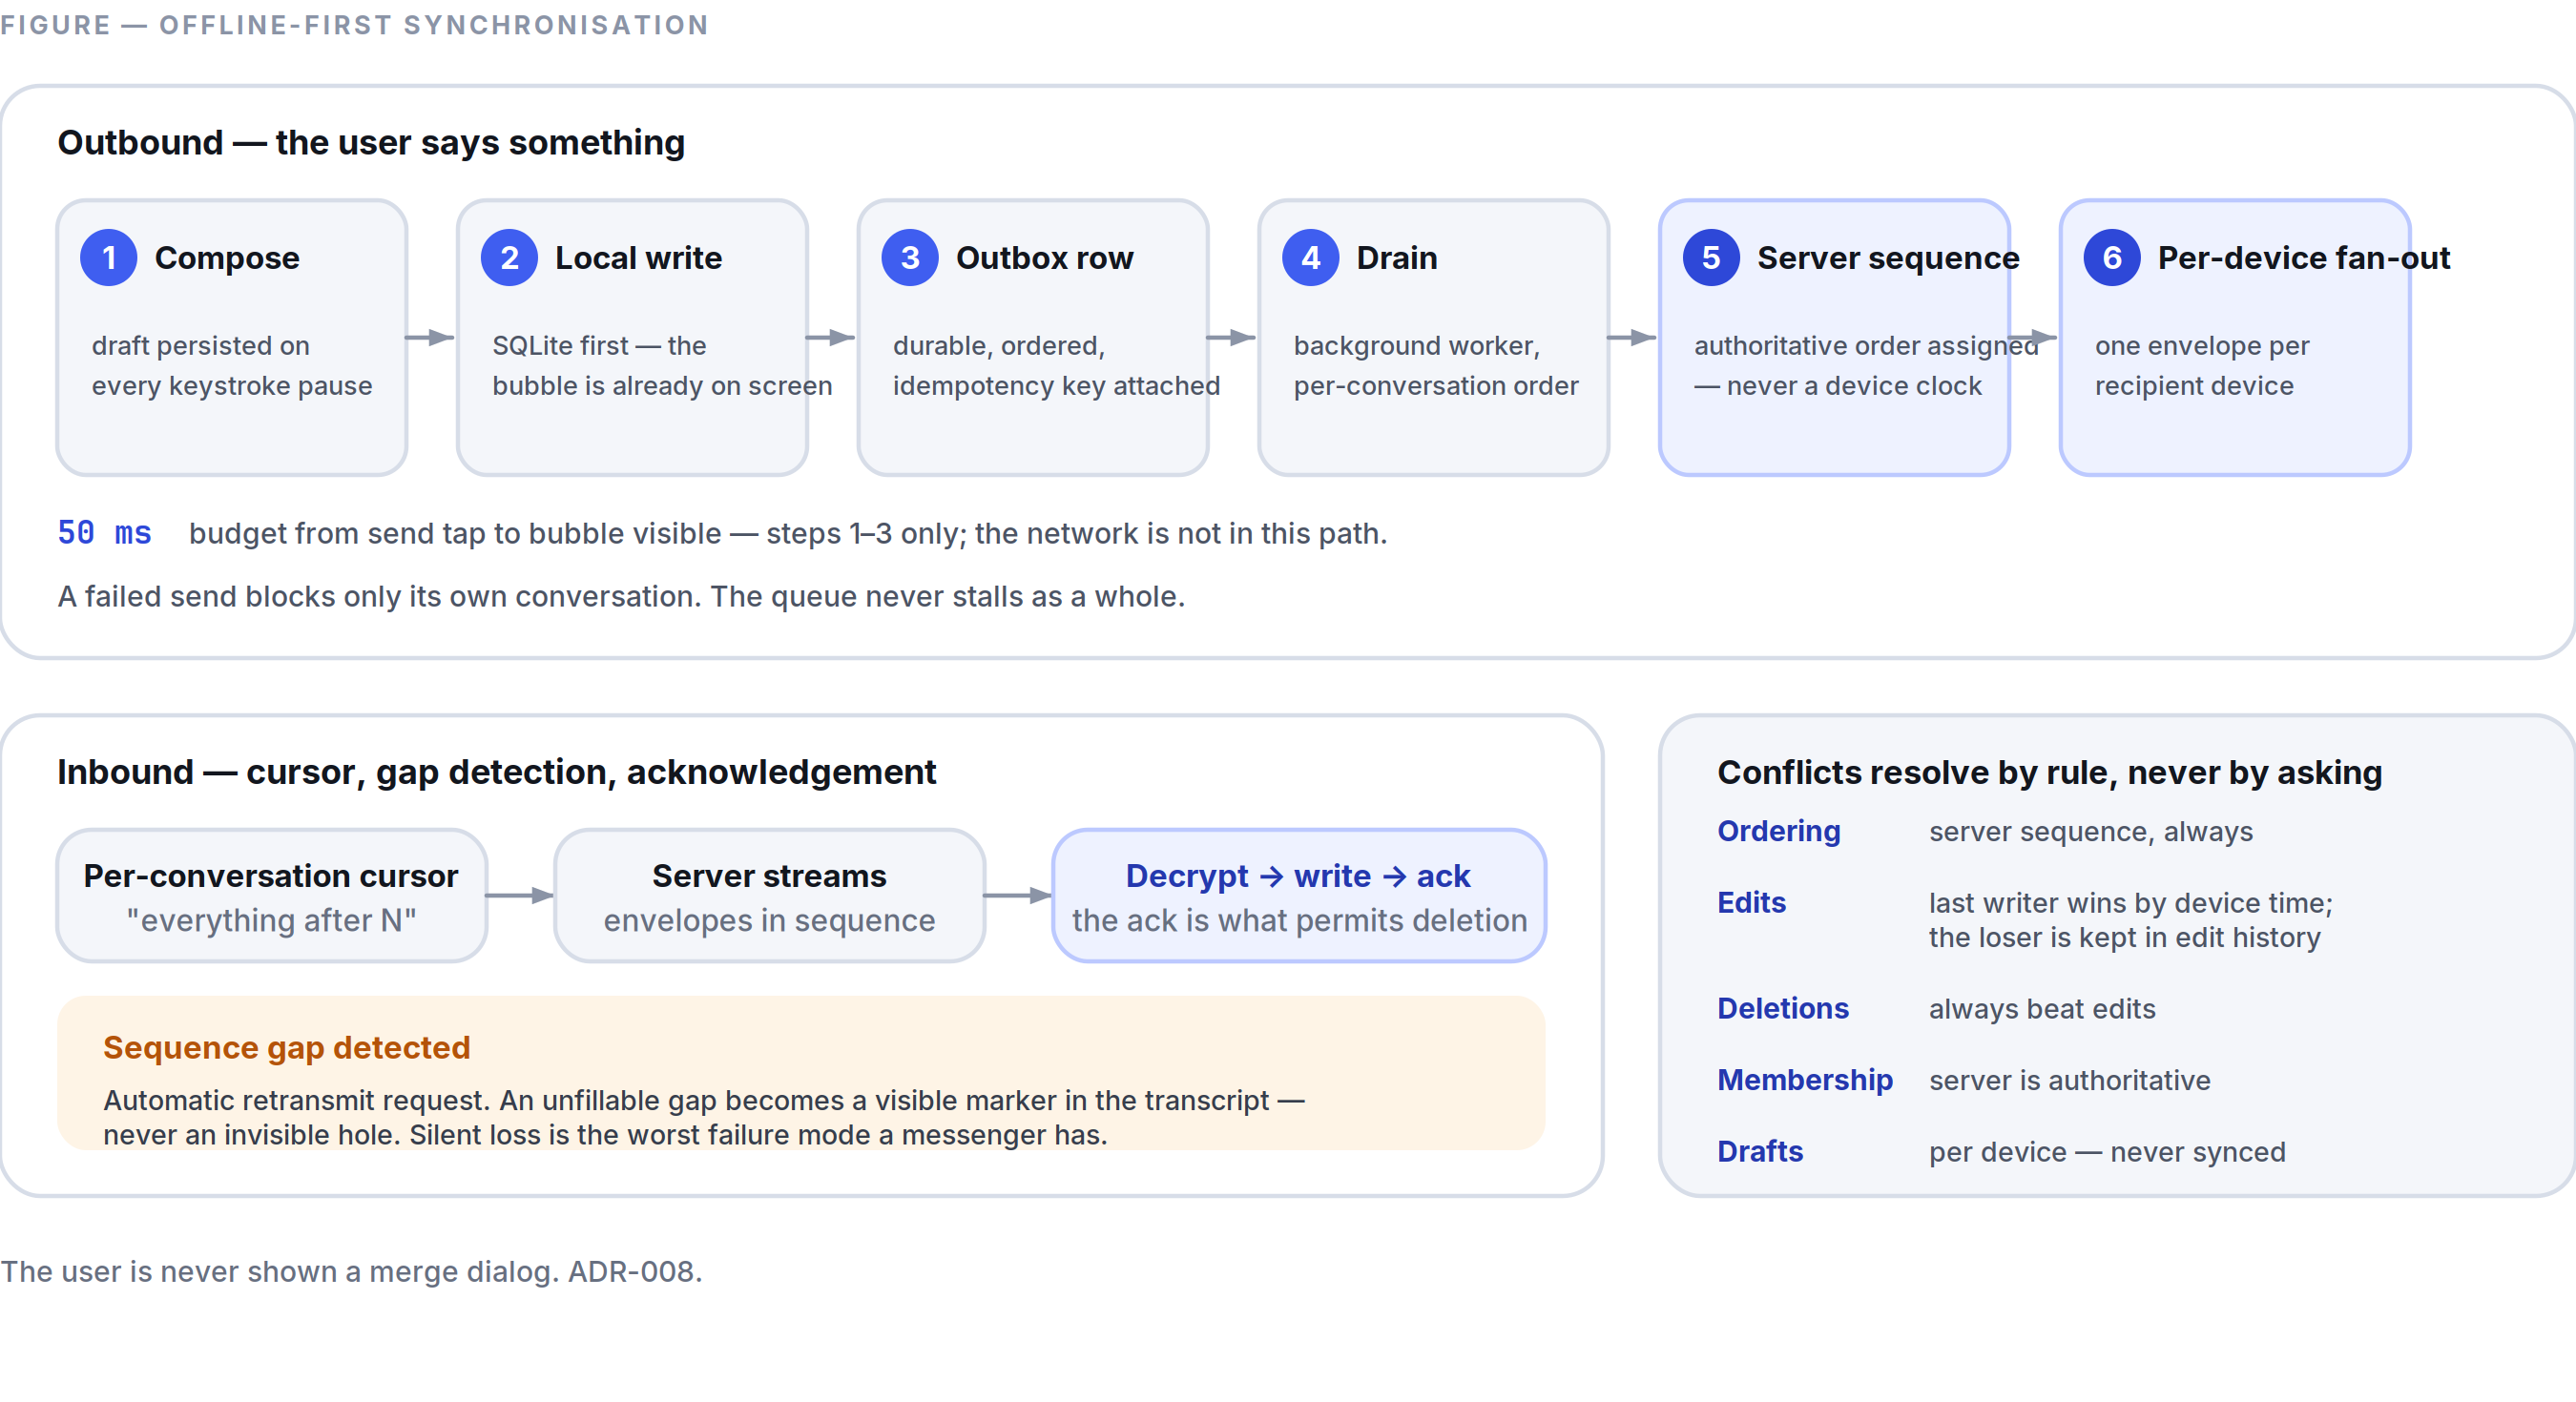 FIGURE — OFFLINE-FIRST SYNCHRONISATION
Outbound — the user says something
1 Compose
draft persisted on
every keystroke pause
2 Local write
SQLite first — the
bubble is already on screen
3 Outbox row
durable, ordered,
idempotency key attached
4 Drain
background worker,
per-conversation order
5 Server sequence
authoritative order assigned
— never a device clock
6 Per-device fan-out
one envelope per
recipient device
50 ms budget from send tap to bubble visible — steps 1–3 only; the network is not in this path.
A failed send blocks only its own conversation. The queue never stalls as a whole.
Inbound — cursor, gap detection, acknowledgement
Per-conversation cursor
"everything after N"
Server streams
envelopes in sequence
Decrypt → write → ack
the ack is what permits deletion
Sequence gap detected
Automatic retransmit request. An unfillable gap becomes a visible marker in the transcript —
never an invisible hole. Silent loss is the worst failure mode a messenger has.
Conflicts resolve by rule, never by asking
Ordering server sequence, always
Edits last writer wins by device time;
the loser is kept in edit history
Deletions always beat edits
Membership server is authoritative
Drafts per device — never synced
The user is never shown a merge dialog. ADR-008.